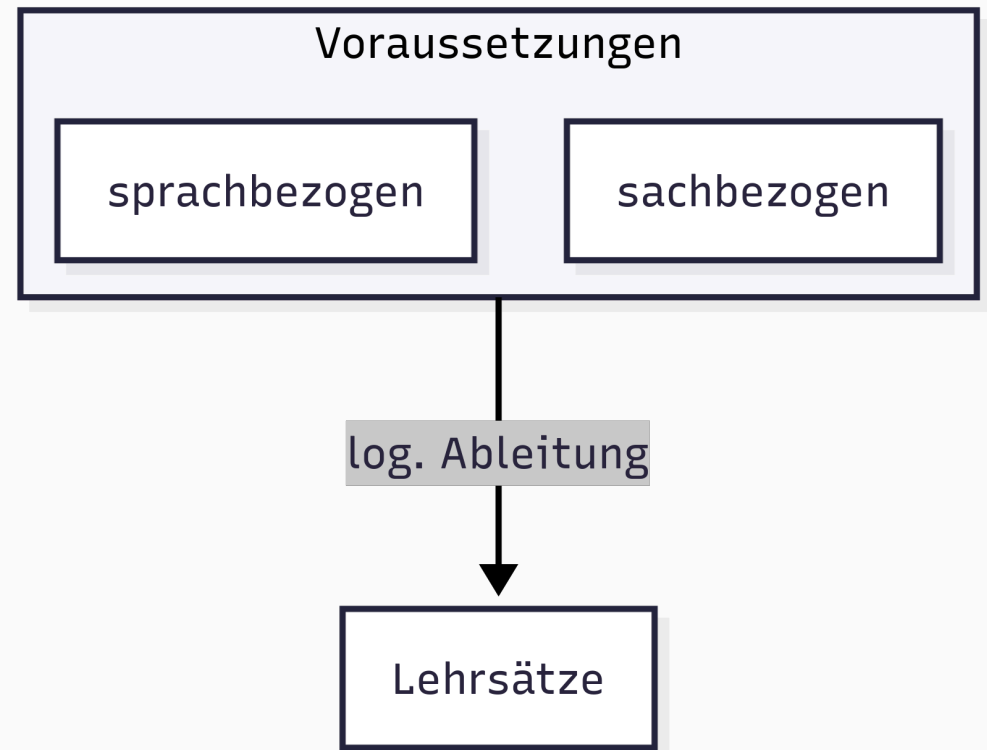 Voraussetzungen
sprachbezogen
sachbezogen
log. Ableitung
Lehrsätze